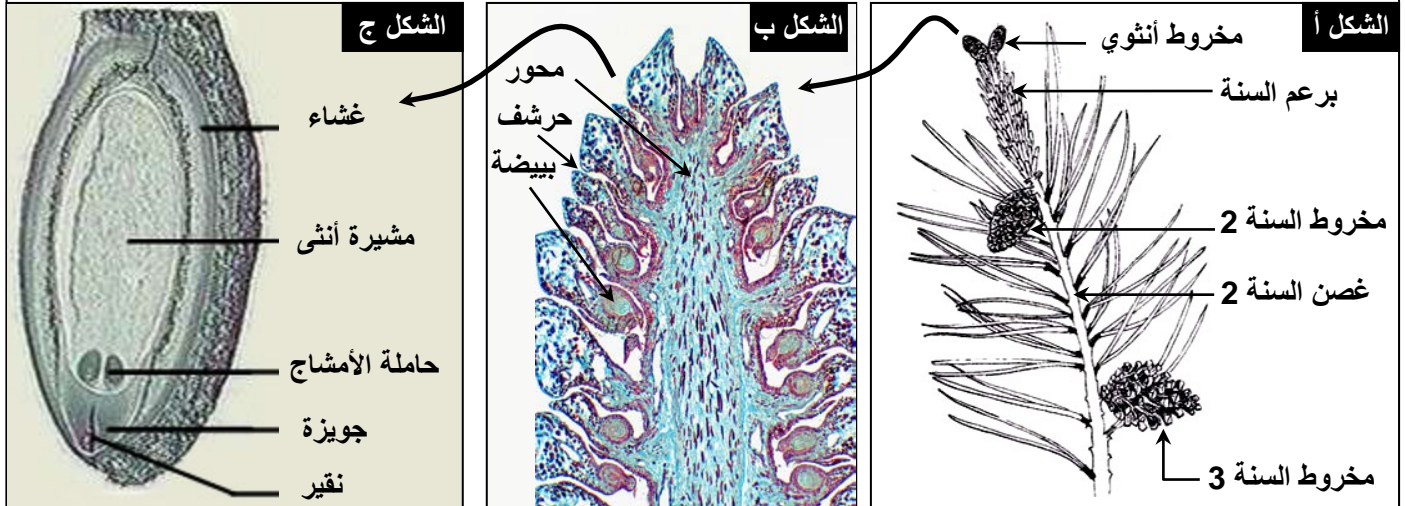 الشكل أ
مخروط أنثوي
برعم السنة
مخروط السنة 2
غصن السنة 2
مخروط السنة 3
الشكل ب
محور
حرشف
بييضة
الشكل ج
غشاء
مشيرة أنثى
حاملة الأمشاج
جويزة
نقير